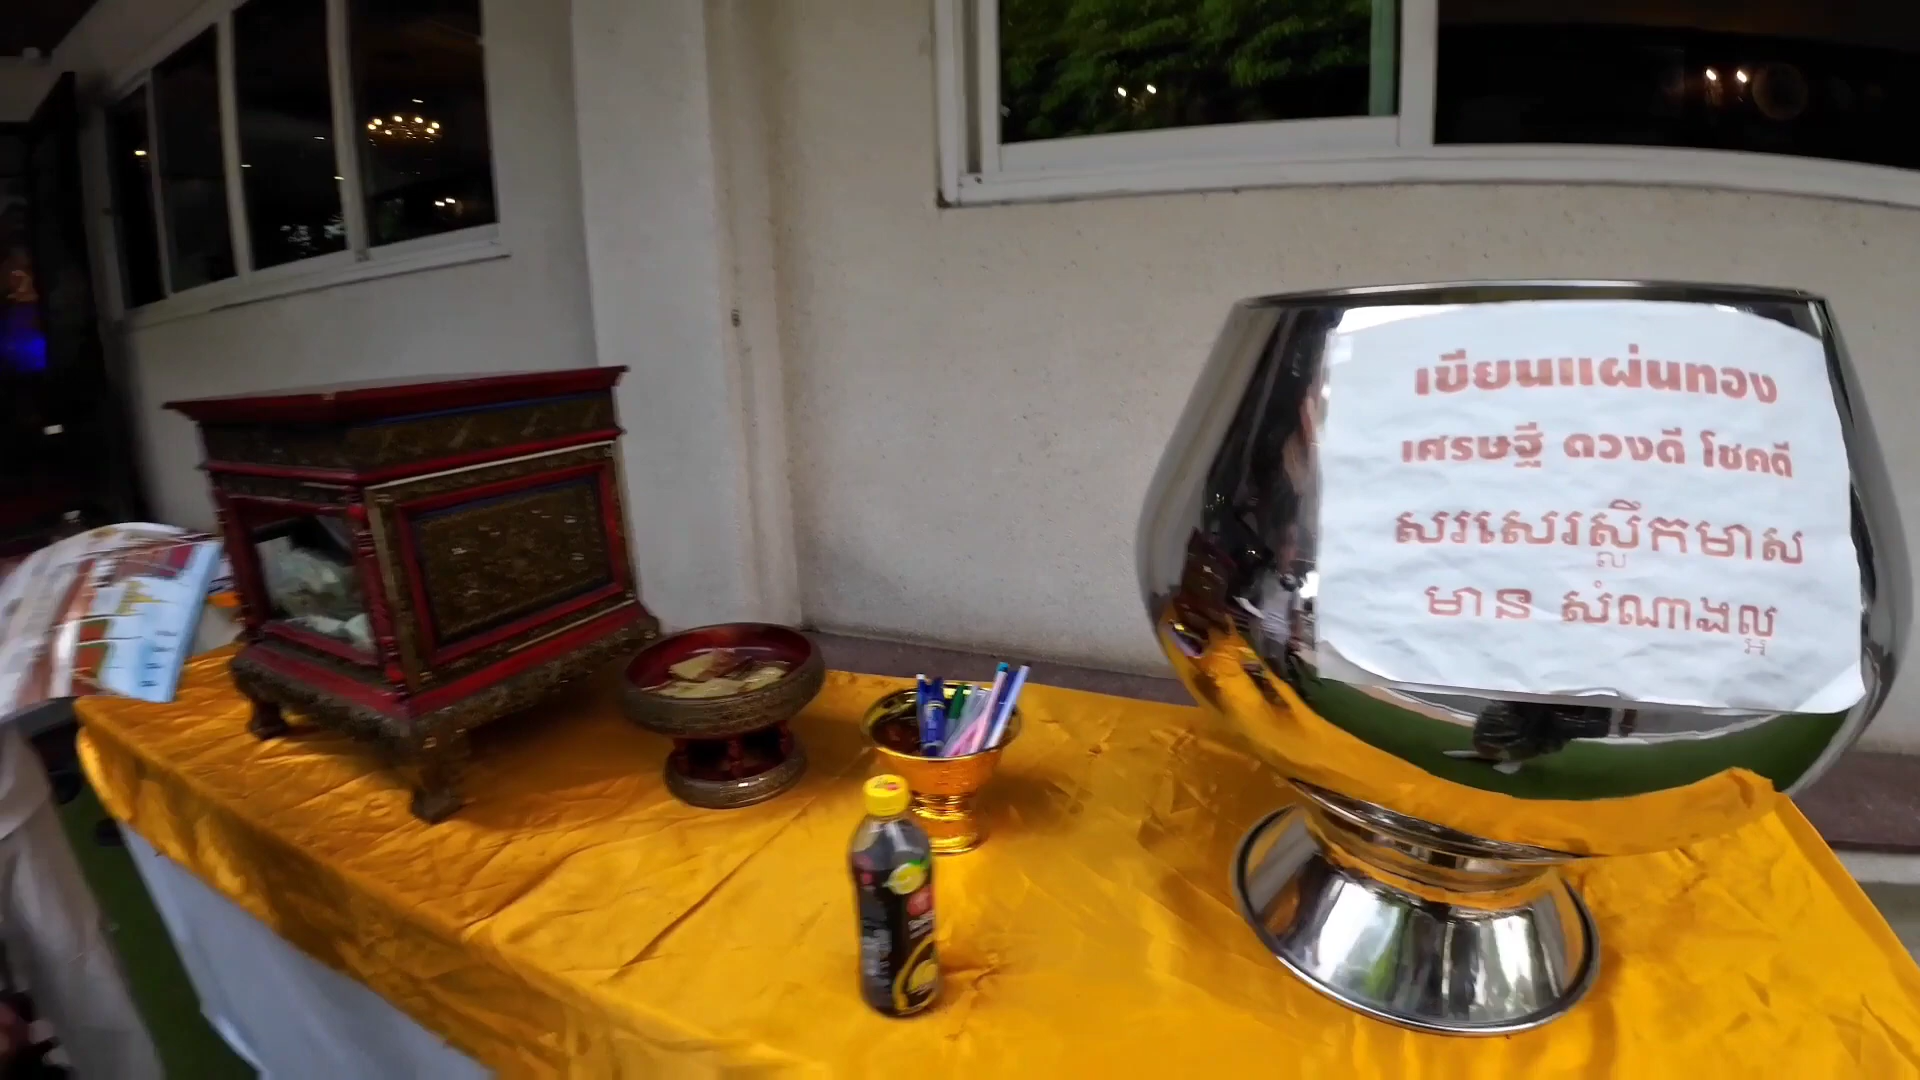 เขียนแผ่นทอง
เศรษฐี ดวงดี โชคดี
សរសេរស្លឹកមាស
មាន សំណាងល្អ